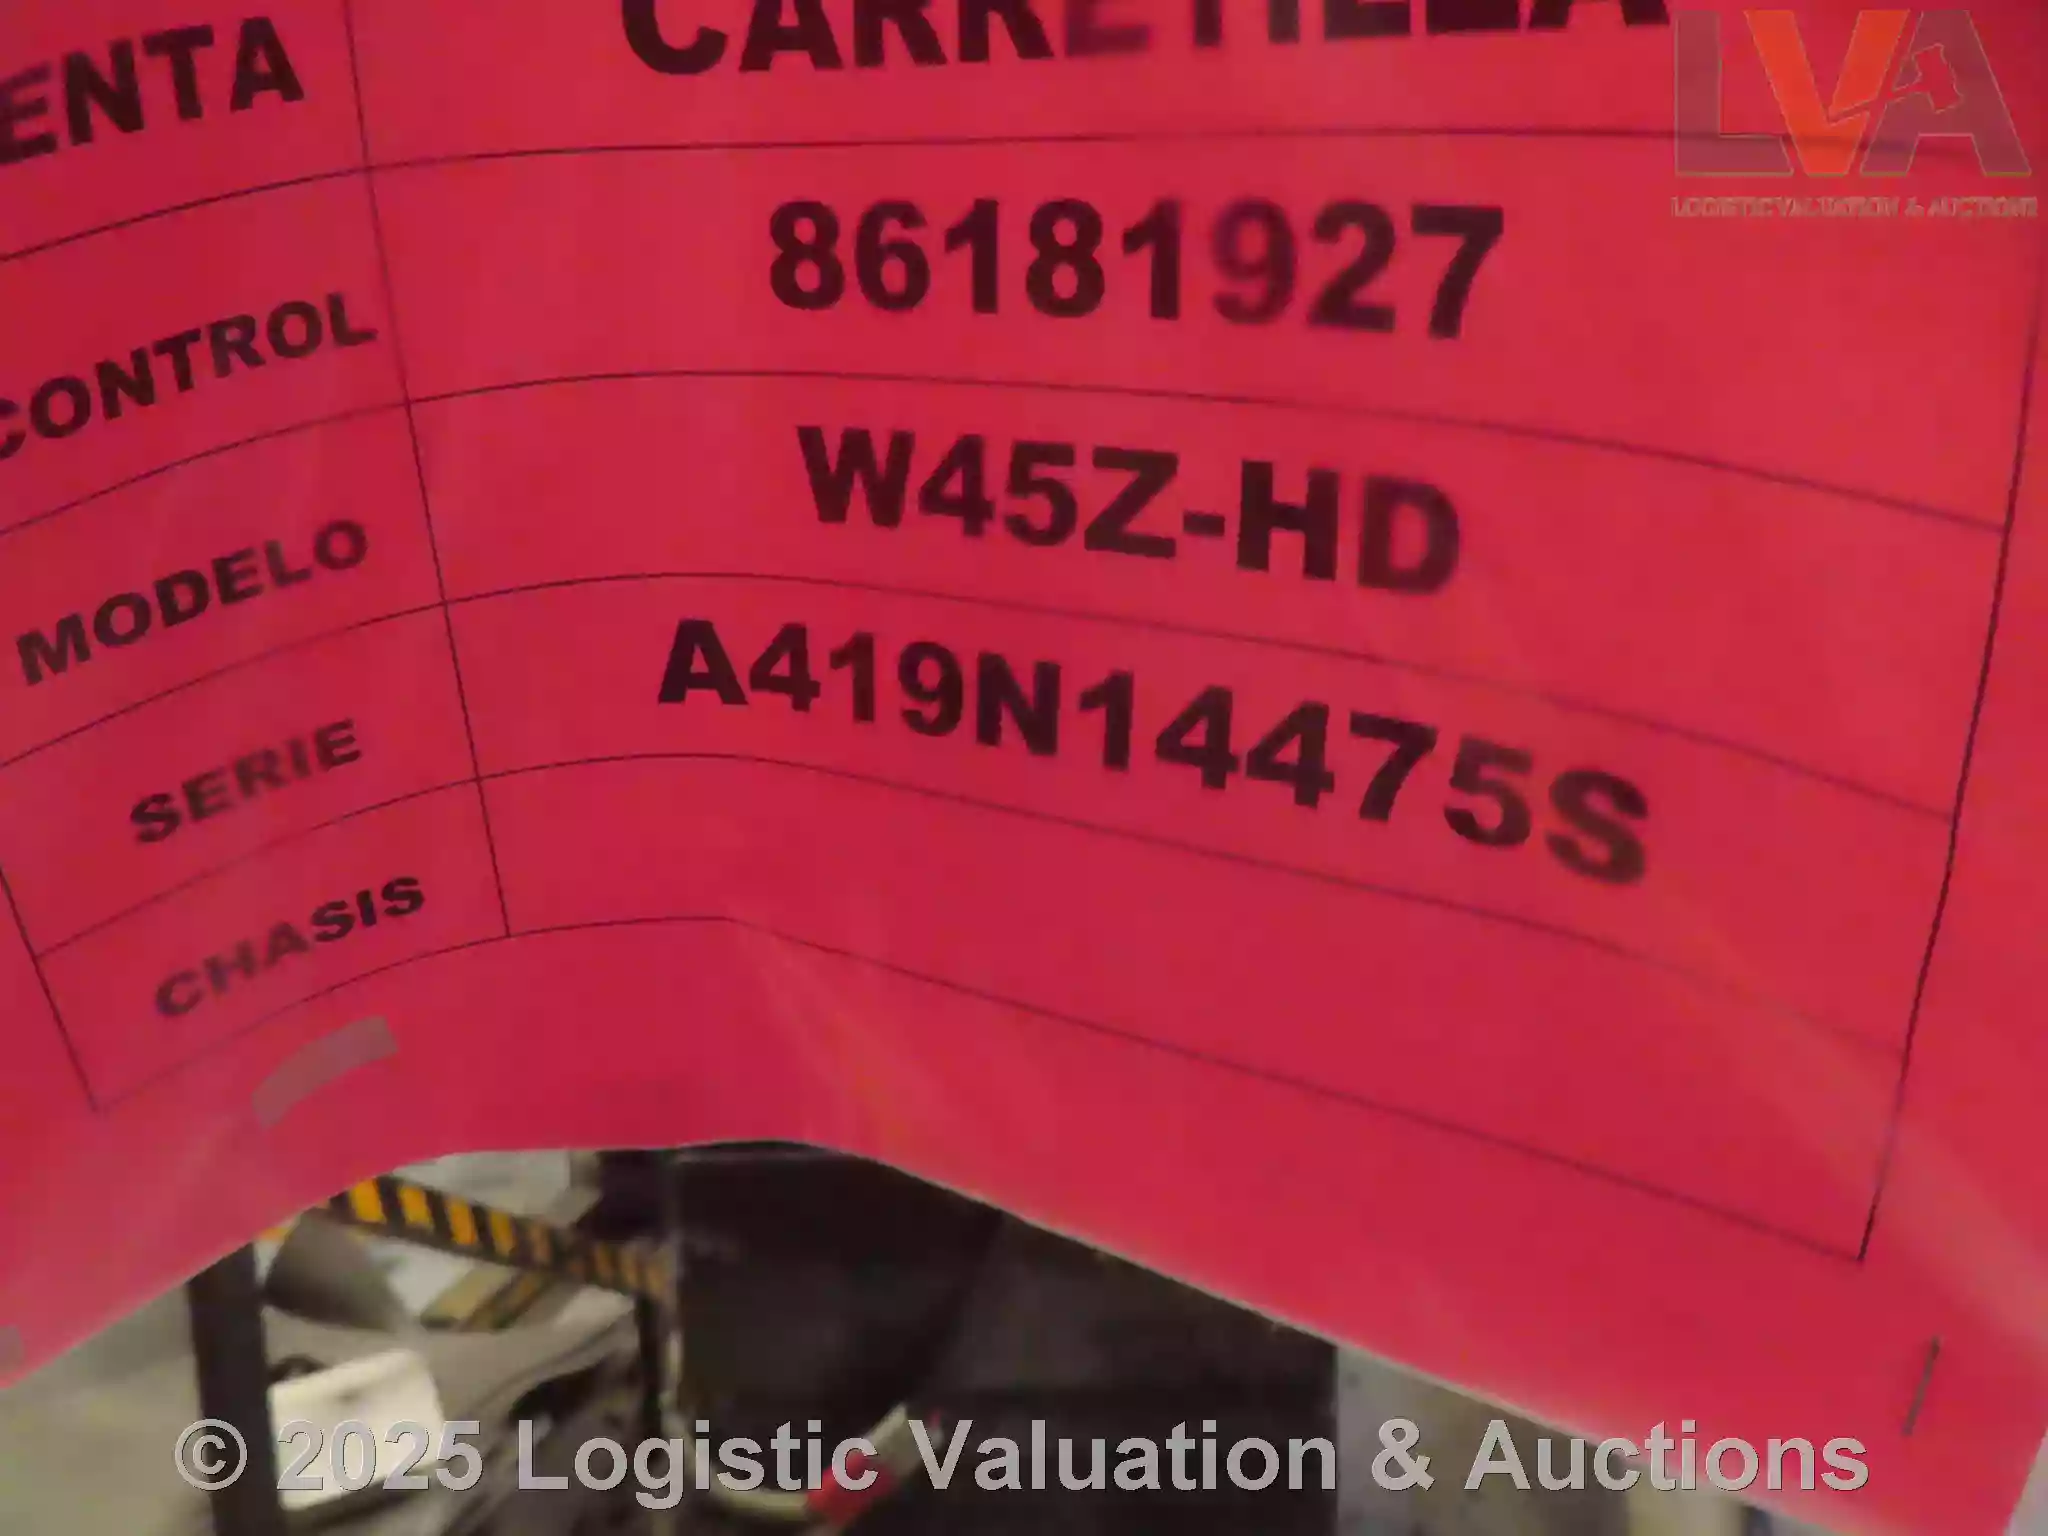 ENTA CARRETILLA
LVA
LOGISTIC VALUATION & AUCTIONS
CONTROL 86181927
MODELO W45Z-HD
SERIE A419N14475S
CHASIS
© 2025 Logistic Valuation & Auctions